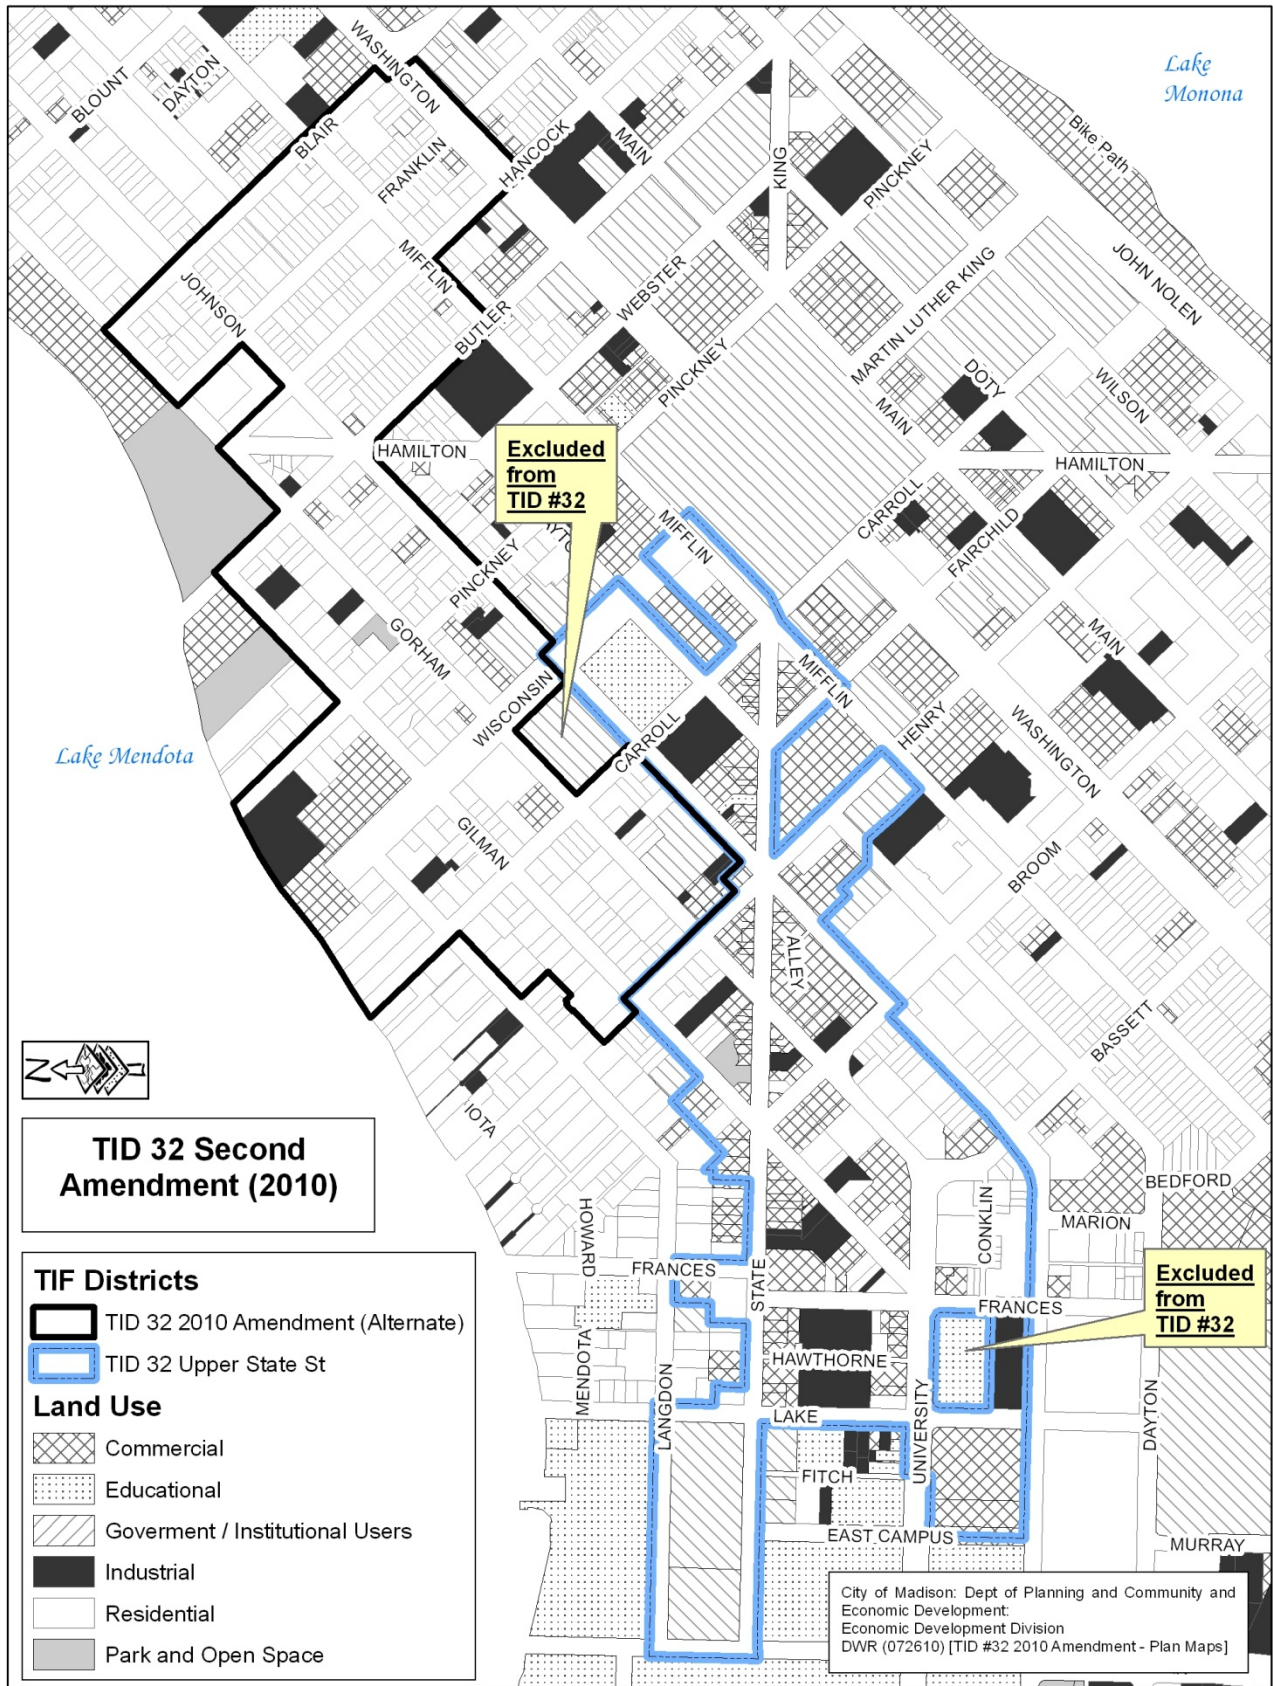 WASHINGTON
Lake
Monona
BLOUNT
DAYTON
Bike Path
BLAIR
HANCOCK
MAIN
FRANKLIN
KING
PINCKNEY
JOHNSON
MIFFLIN
WEBSTER
JOHN NOLEN
BUTLER
MARTIN LUTHER KING
PINCKNEY
DOTY
WILSON
MAIN
HAMILTON
Excluded
from
TID #32
HAMILTON
CARROLL
MIFFLIN
FAIRCHILD
PINCKNEY
GORHAM
MAIN
MIFFLIN
WISCONSIN
CARROLL
HENRY
WASHINGTON
Lake Mendota
GILMAN
BROOM
ALLEY
BASSETT
N
IOTA
TID 32 Second
Amendment (2010)
BEDFORD
HOWARD
CONKLIN
MARION
FRANCES
STATE
FRANCES
Excluded
from
TID #32
TIF Districts
TID 32 2010 Amendment (Alternate)
TID 32 Upper State St
MENDOTA
HAWTHORNE
Land Use
LANGDON
LAKE
UNIVERSITY
DAYTON
Commercial
Educational
FITCH
Goverment / Institutional Users
EAST CAMPUS
MURRAY
Industrial
Residential
Park and Open Space
City of Madison: Dept of Planning and Community and
Economic Development:
Economic Development Division
DWR (072610) [TID #32 2010 Amendment - Plan Maps]